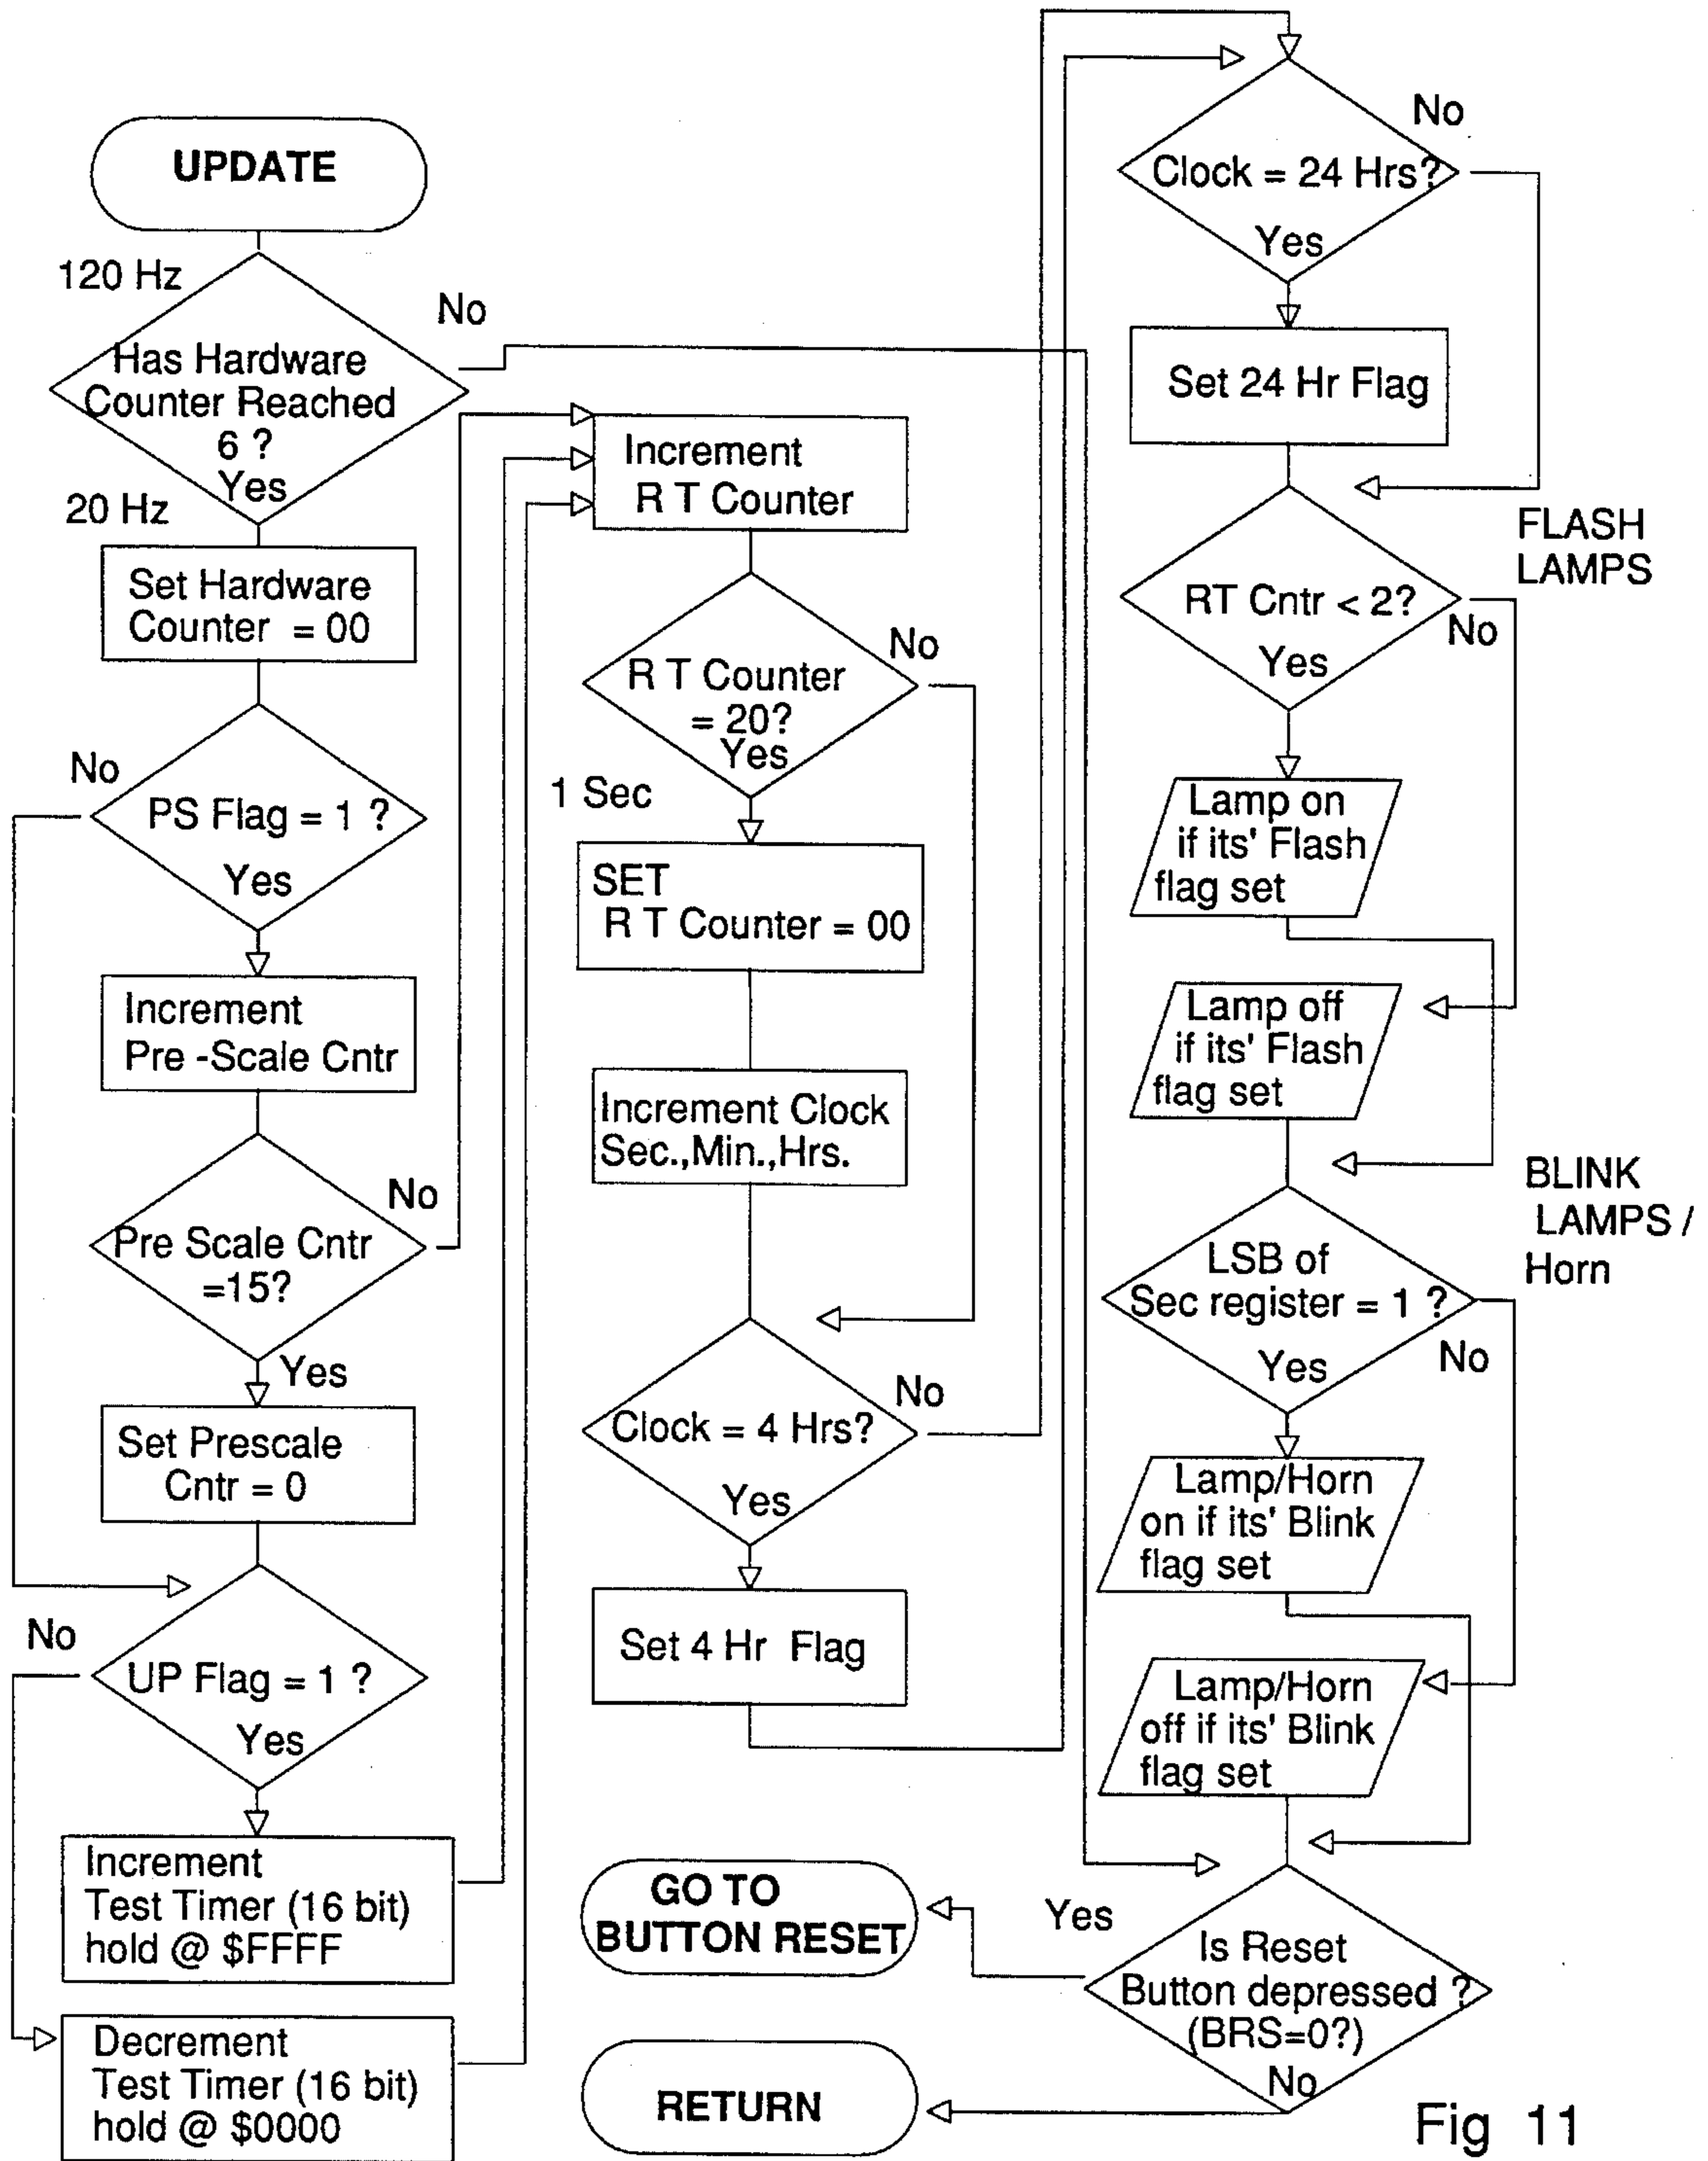 UPDATE
120 Hz
No
Has Hardware
Counter Reached
6 ?
Yes
20 Hz
Set Hardware
Counter = 00
No
PS Flag = 1 ?
Yes
Increment
Pre -Scale Cntr
No
Pre Scale Cntr
=15?
Yes
Set Prescale
Cntr = 0
No
UP Flag = 1 ?
Yes
Increment
Test Timer (16 bit)
hold @ $FFFF
Decrement
Test Timer (16 bit)
hold @ $0000
Increment
R T Counter
No
R T Counter
= 20?
Yes
1 Sec
SET
R T Counter = 00
Increment Clock
Sec.,Min.,Hrs.
No
Clock = 4 Hrs?
Yes
Set 4 Hr Flag
GO TO
BUTTON RESET
RETURN
No
Clock = 24 Hrs?
Yes
Set 24 Hr Flag
FLASH
LAMPS
RT Cntr < 2?
No
Yes
Lamp on
if its' Flash
flag set
Lamp off
if its' Flash
flag set
BLINK
LAMPS /
Horn
LSB of
Sec register = 1 ?
Yes
No
Lamp/Horn
on if its' Blink
flag set
Lamp/Horn
off if its' Blink
flag set
Yes
Is Reset
Button depressed ?
(BRS=0?)
No
Fig 11